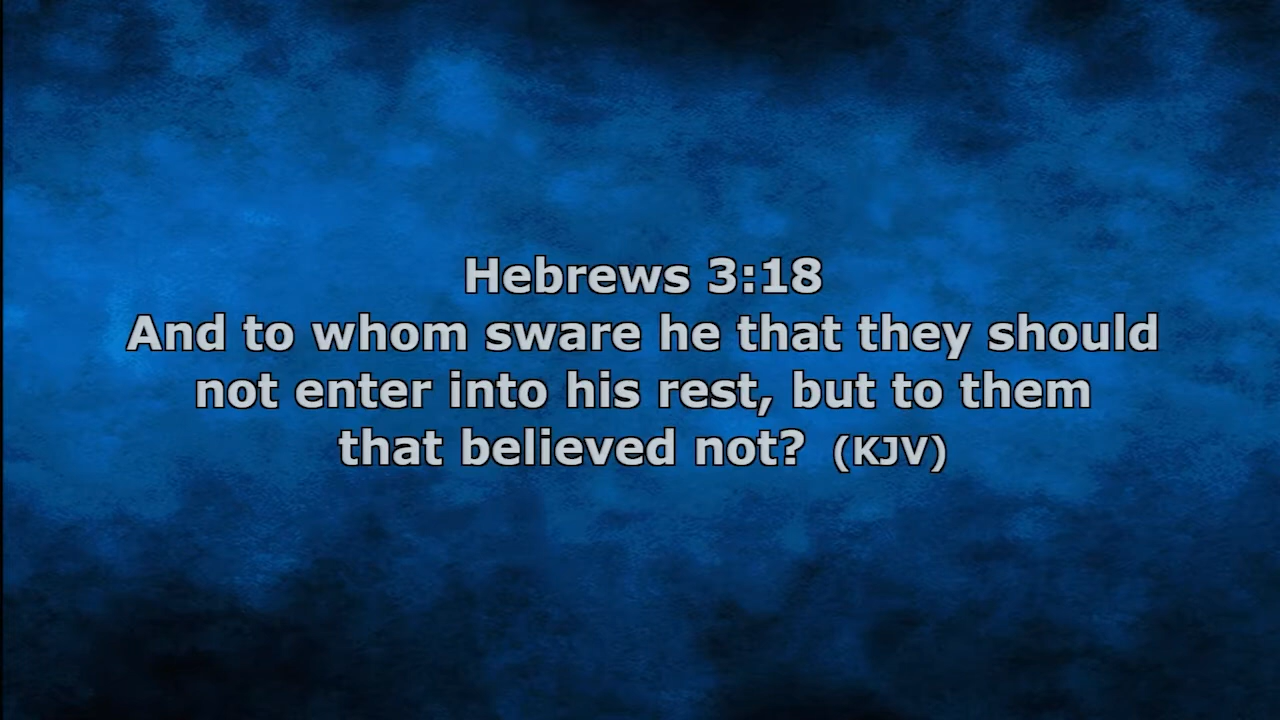 Hebrews 3:18
And to whom sware he that they should
not enter into his rest, but to them
that believed not? (KJV)